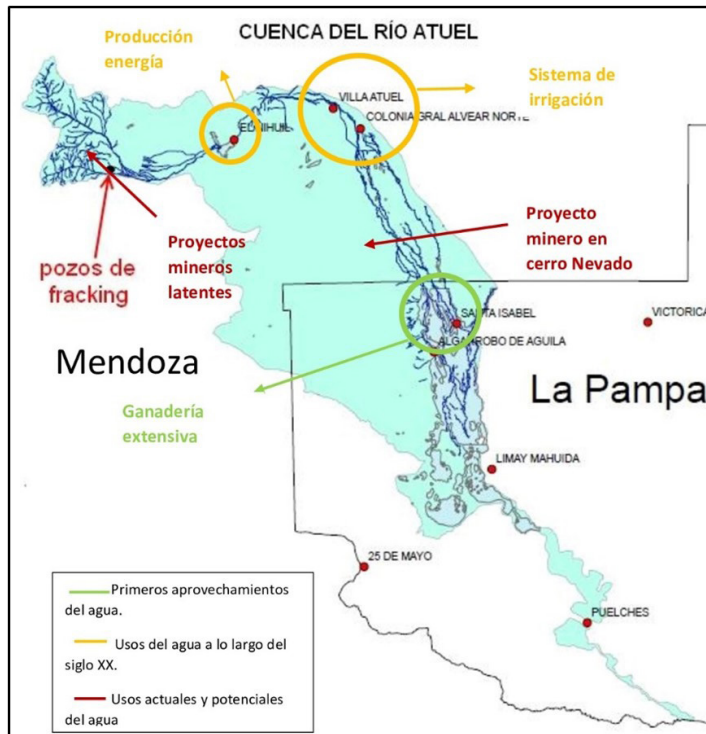 CUENCA DEL RÍO ATUEL
Producción
energía
Sistema de
irrigación
VILLA ATUEL
COLONIA GRAL ALVEAR NORTE
EL NIHUIL
Proyectos
mineros
latentes
pozos de
fracking
Proyecto
minero en
cerro Nevado
SANTA ISABEL
VICTORICA
ALGARROBO DE AGUILA
Mendoza
La Pampa
Ganadería
extensiva
LIMAY MAHUIDA
25 DE MAYO
PUELCHES
Primeros aprovechamientos
del agua.
Usos del agua a lo largo del
siglo XX.
Usos actuales y potenciales
del agua